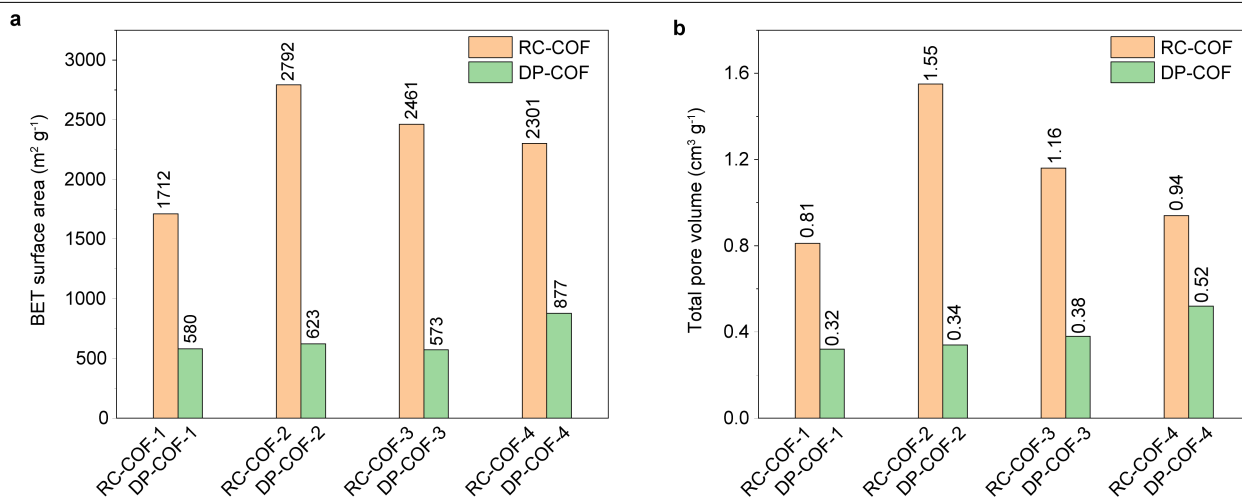 a
RC-COF
DP-COF
BET surface area (m² g⁻¹)
3000
2500
2000
1500
1000
500
0
1712
580
2792
623
2461
573
2301
877
RC-COF-1
DP-COF-1
RC-COF-2
DP-COF-2
RC-COF-3
DP-COF-3
RC-COF-4
DP-COF-4
b
RC-COF
DP-COF
Total pore volume (cm³ g⁻¹)
1.6
1.2
0.8
0.4
0.0
0.81
0.32
1.55
0.34
1.16
0.38
0.94
0.52
RC-COF-1
DP-COF-1
RC-COF-2
DP-COF-2
RC-COF-3
DP-COF-3
RC-COF-4
DP-COF-4